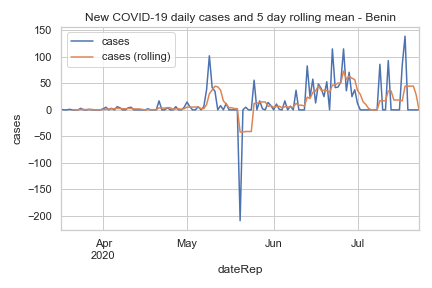 New COVID-19 daily cases and 5 day rolling mean - Benin
cases
cases (rolling)
150
100
50
0
−50
−100
−150
−200
cases
Apr
2020
May
Jun
Jul
dateRep